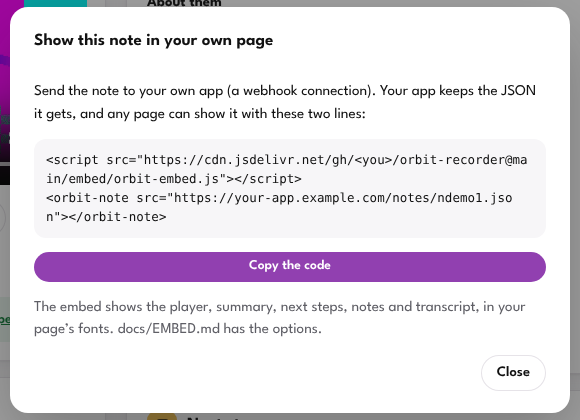 About them
Show this note in your own page
Send the note to your own app (a webhook connection). Your app keeps the JSON
it gets, and any page can show it with these two lines:
<script src="https://cdn.jsdelivr.net/gh/<you>/orbit-recorder@ma
in/embed/orbit-embed.js"></script>
<orbit-note src="https://your-app.example.com/notes/ndemo1.jso
n"></orbit-note>
Copy the code
The embed shows the player, summary, next steps, notes and transcript, in your
page’s fonts. docs/EMBED.md has the options.
Close